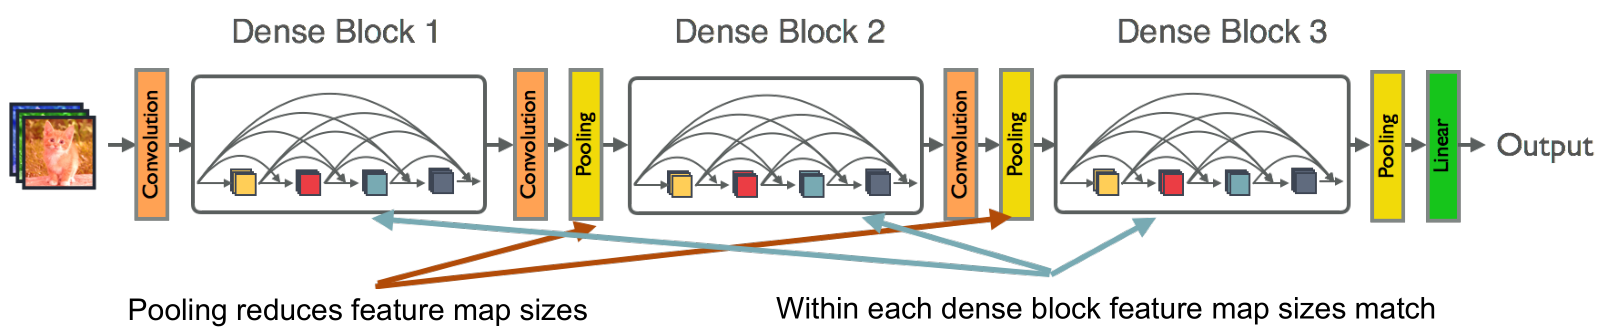 Dense Block 1
Dense Block 2
Dense Block 3
Convolution
Convolution
Pooling
Convolution
Pooling
Pooling
Linear
Output
Pooling reduces feature map sizes
Within each dense block feature map sizes match